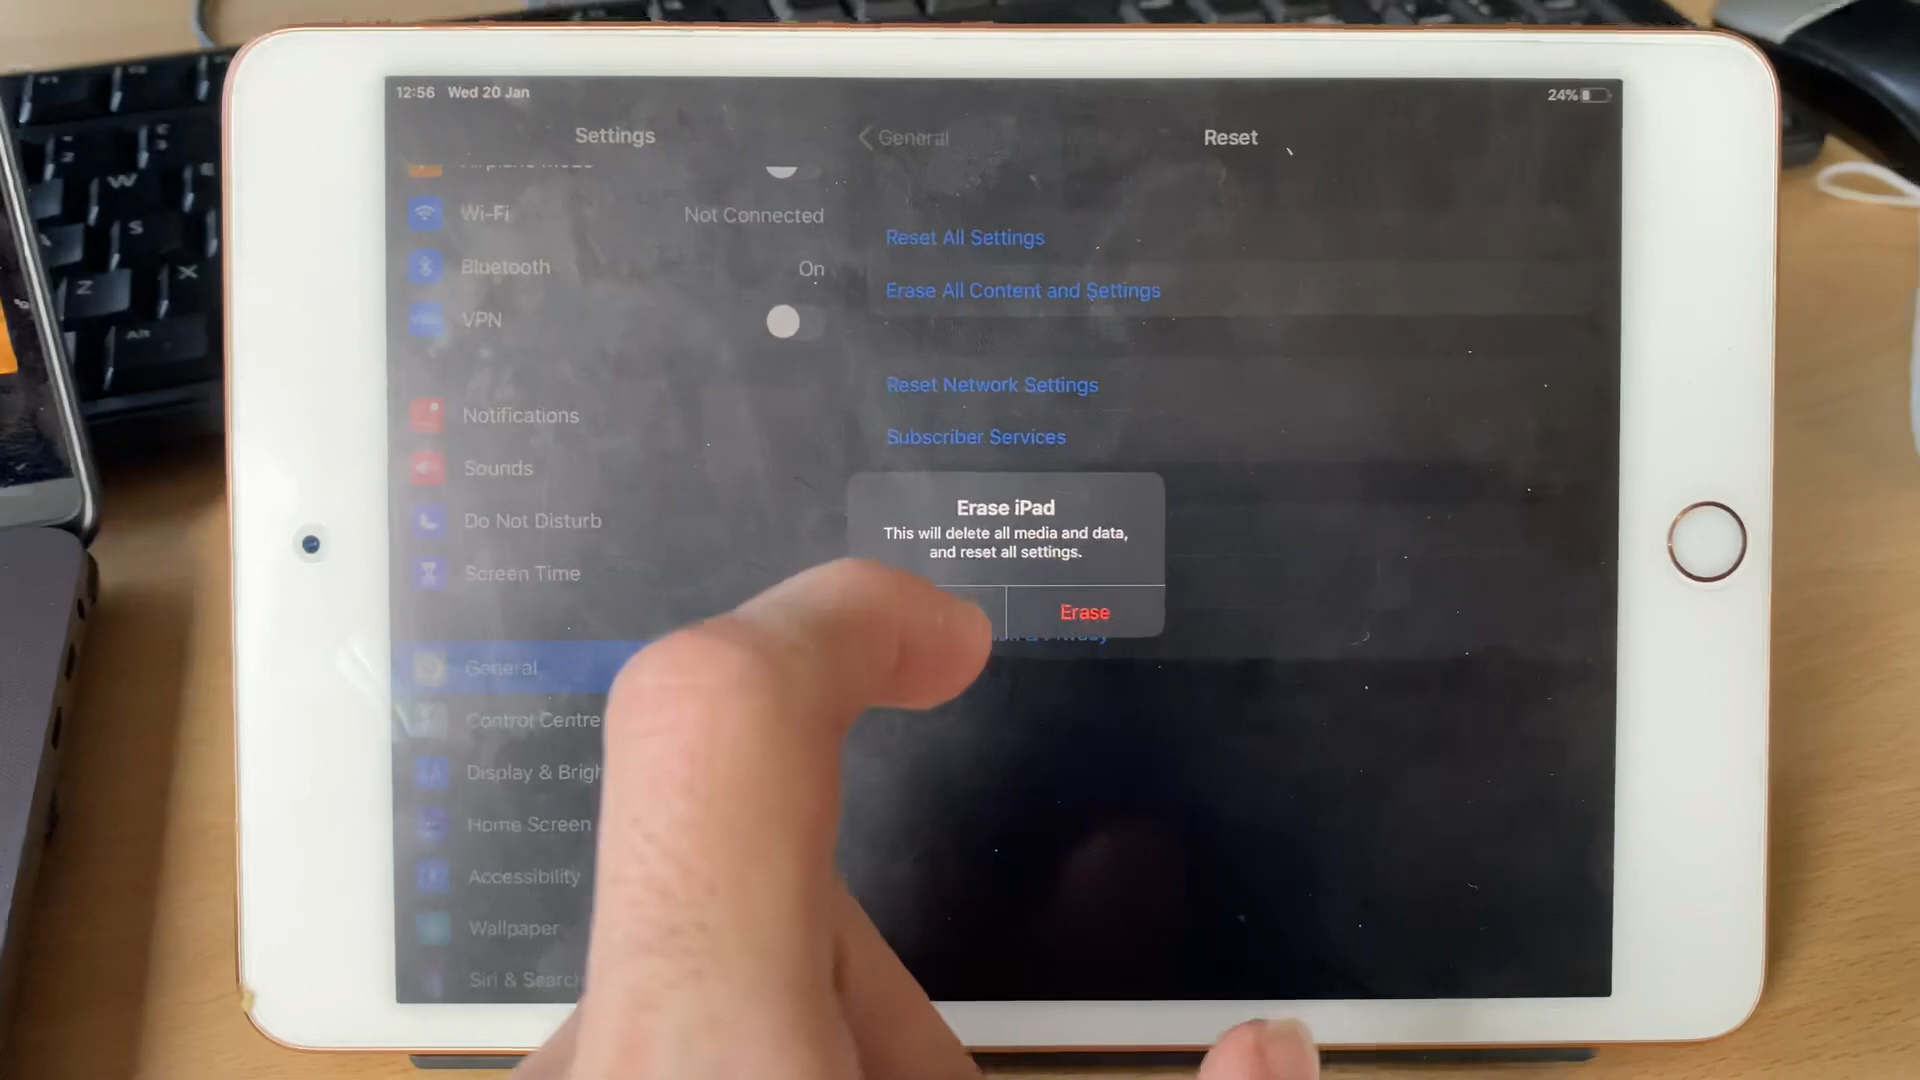 12:56 Wed 20 Jan
24%
Settings
General
Reset
Wi-Fi
Not Connected
Bluetooth
On
VPN
Notifications
Sounds
Do Not Disturb
Screen Time
General
Control Centre
Display & Brigh
Home Screen
Accessibility
Wallpaper
Siri & Searc
Reset All Settings
Erase All Content and Settings
Reset Network Settings
Subscriber Services
Erase iPad
This will delete all media and data,
and reset all settings.
Erase
W
S
Z
X
Alt